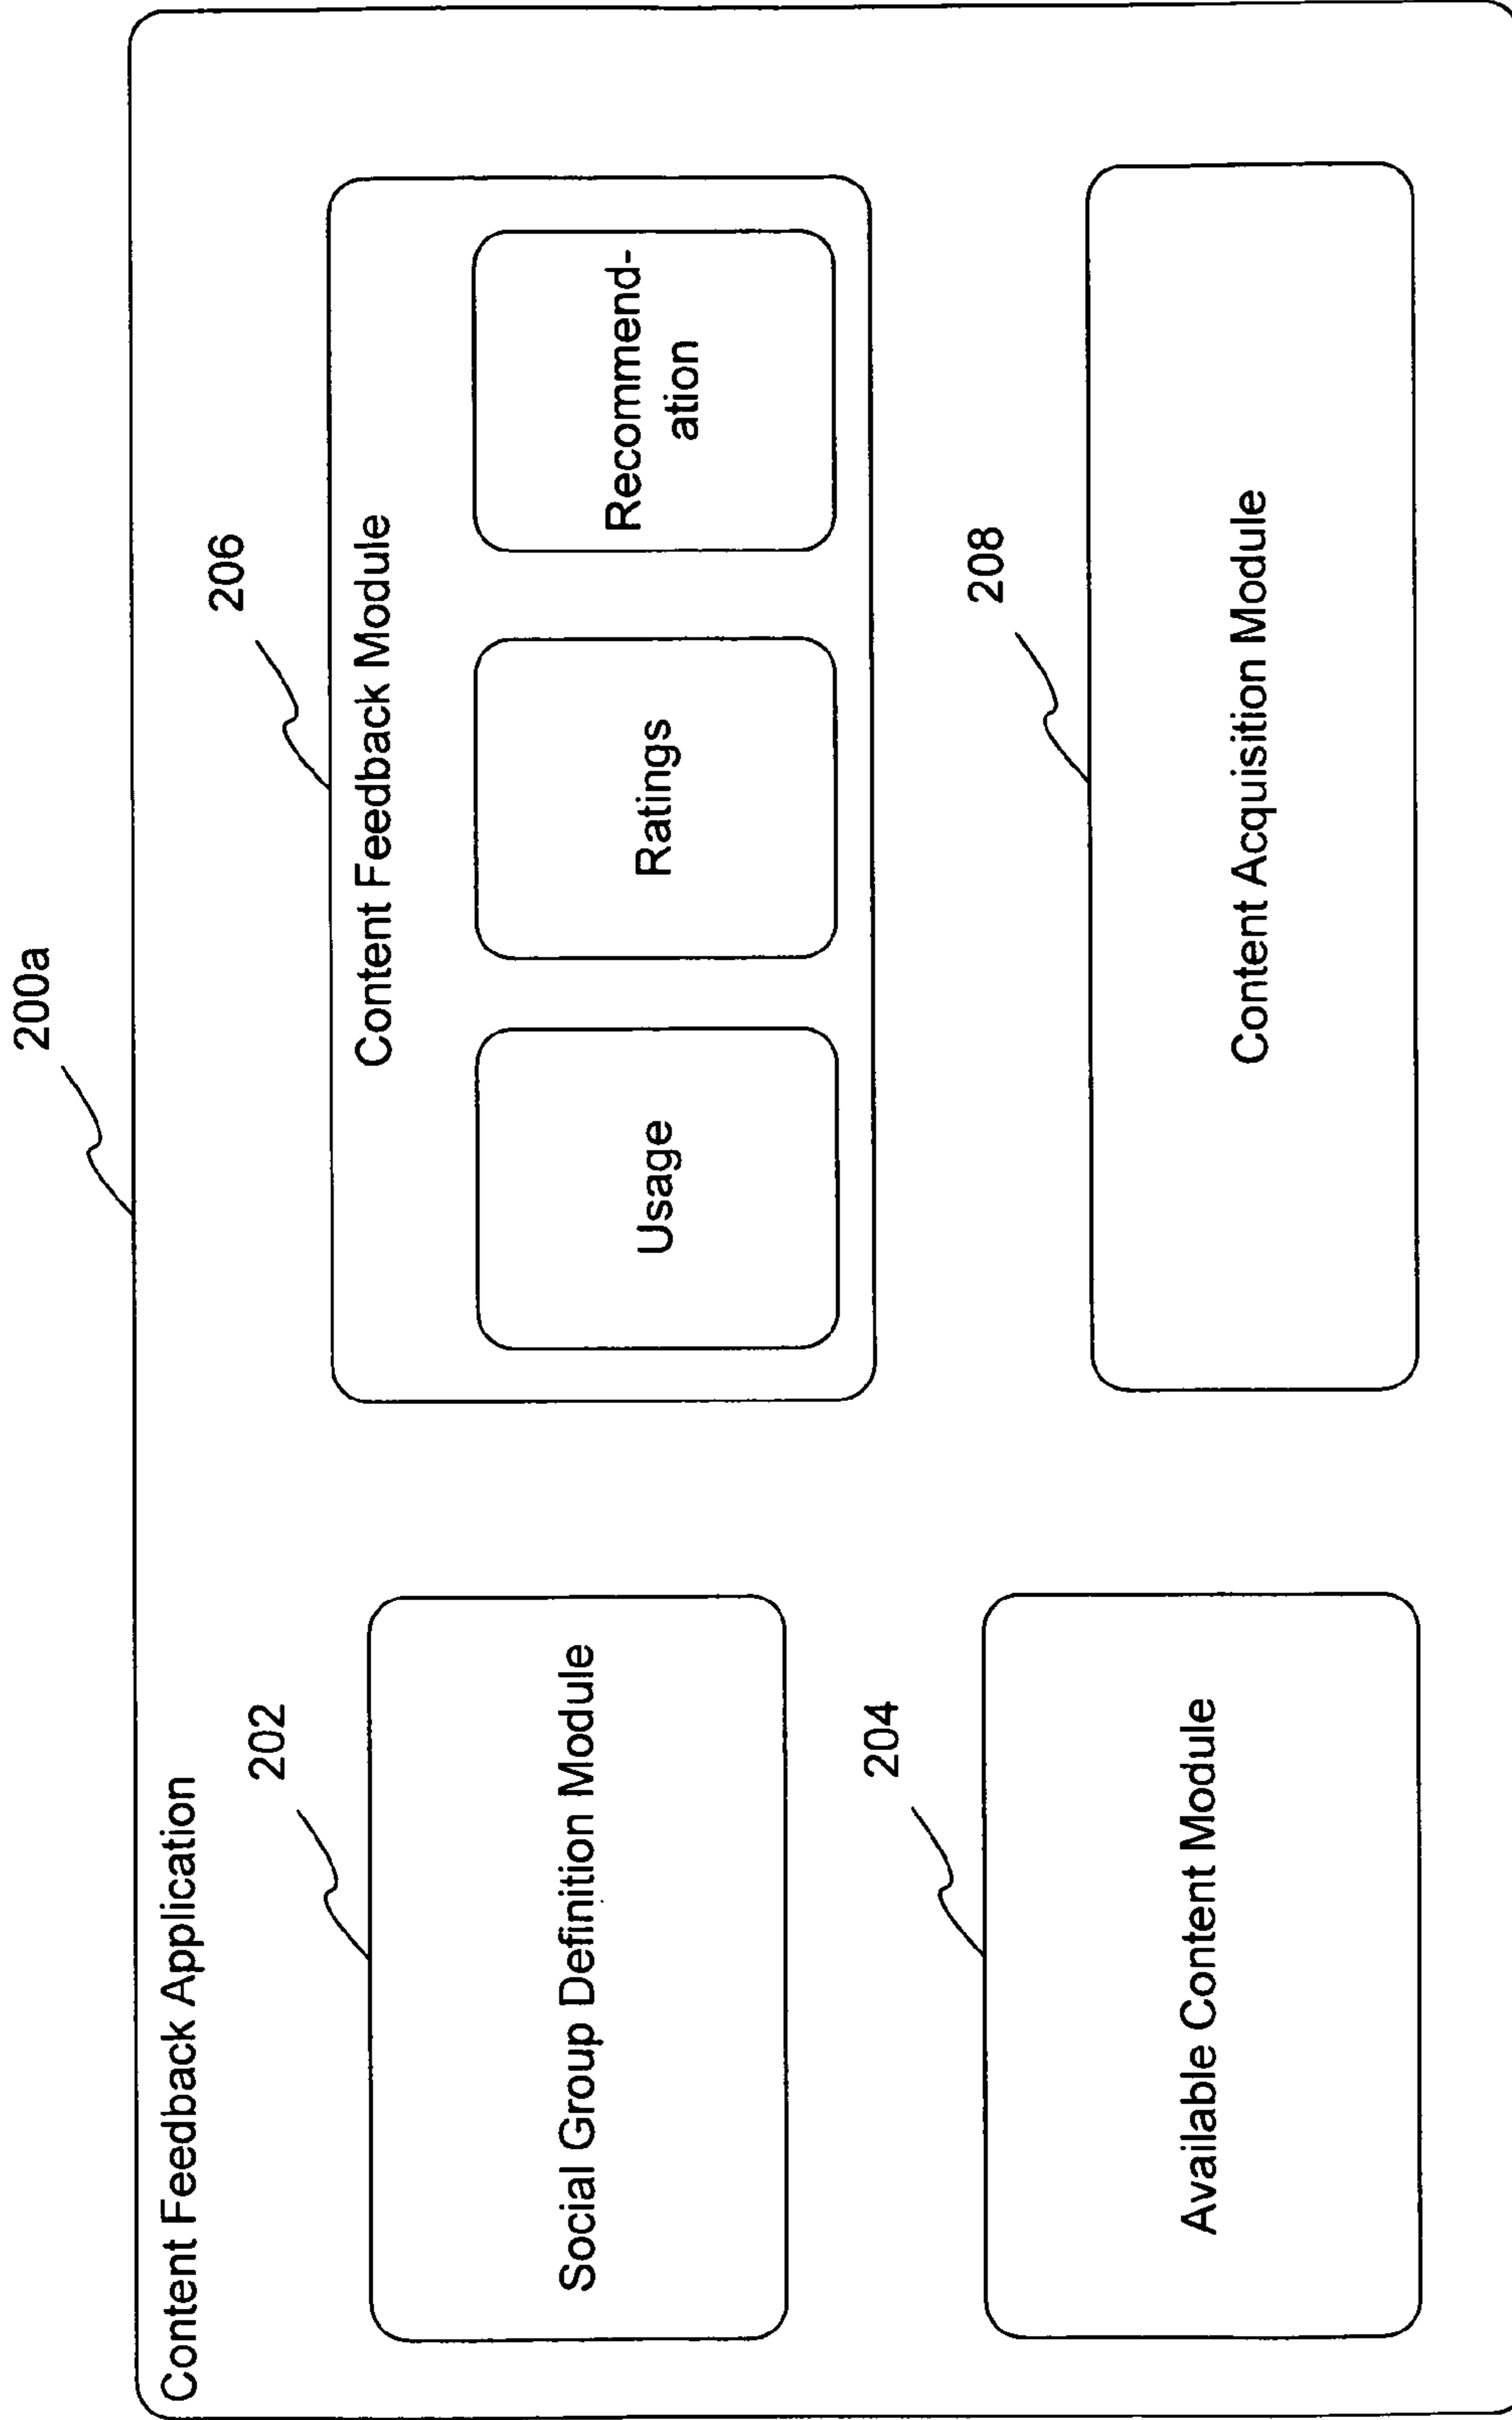 200a
Content Feedback Application
202
Social Group Definition Module
206
Content Feedback Module
Usage
Ratings
Recommend-
ation
204
Available Content Module
208
Content Acquisition Module